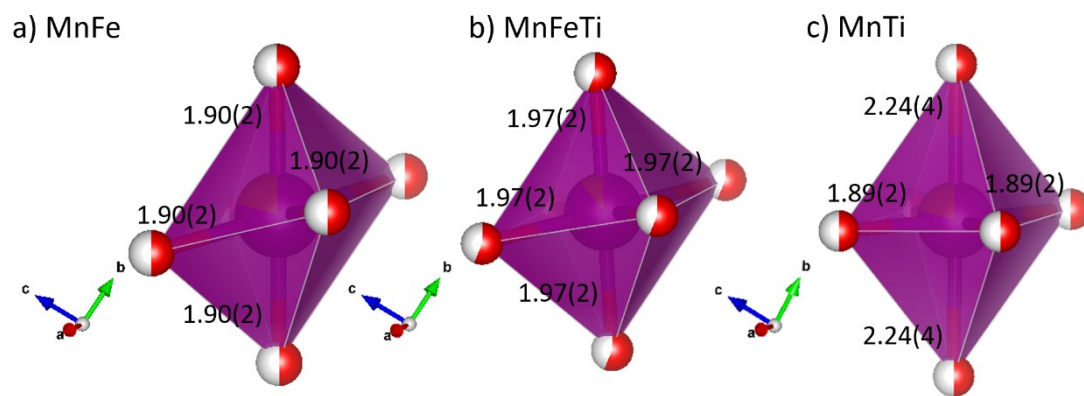 a) MnFe
1.90(2)
1.90(2)
1.90(2)
1.90(2)
c
b
a
b) MnFeTi
1.97(2)
1.97(2)
1.97(2)
1.97(2)
c
b
a
c) MnTi
2.24(4)
1.89(2)
1.89(2)
2.24(4)
c
b
a